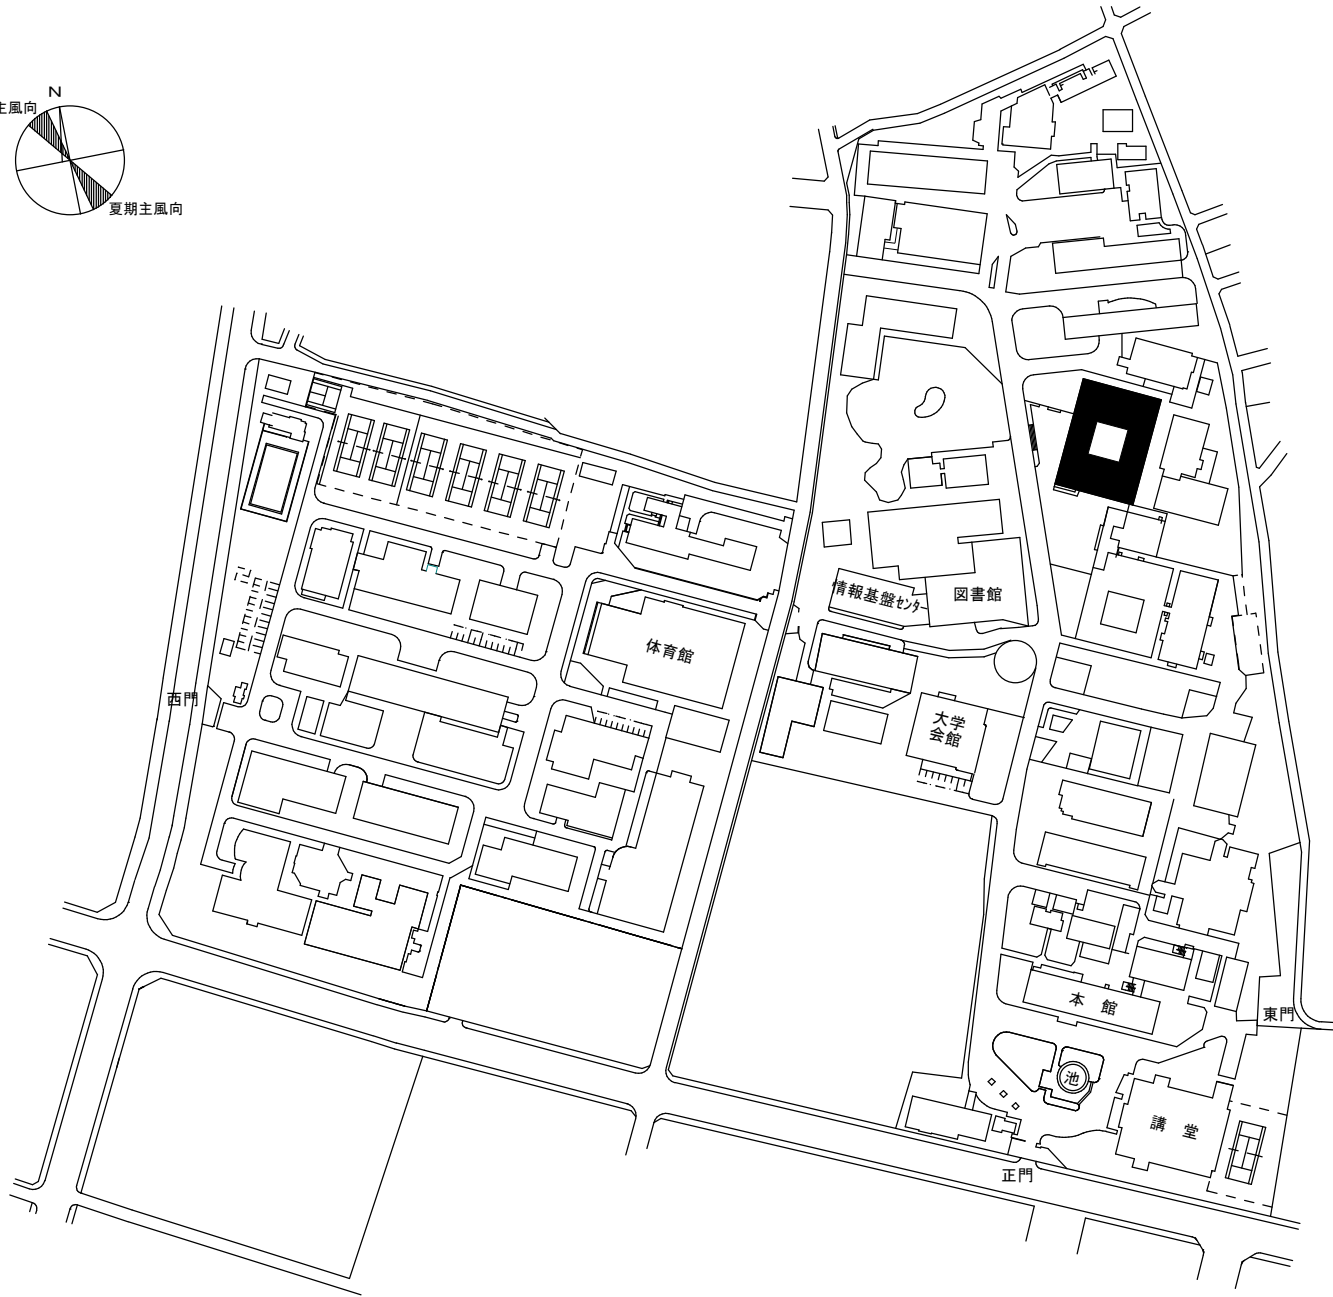 N
主風向
夏期主風向
情報基盤センター
図書館
体育館
西門
大学
会館
本館
東門
池
講堂
正門